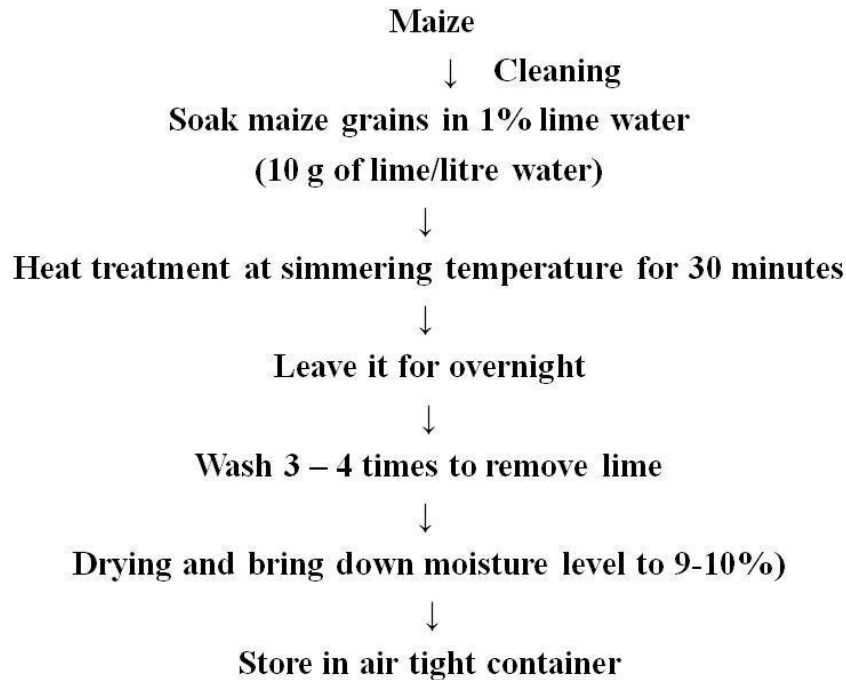 Maize
↓ Cleaning
Soak maize grains in 1% lime water
(10 g of lime/litre water)
↓
Heat treatment at simmering temperature for 30 minutes
↓
Leave it for overnight
↓
Wash 3 – 4 times to remove lime
↓
Drying and bring down moisture level to 9-10%)
↓
Store in air tight container